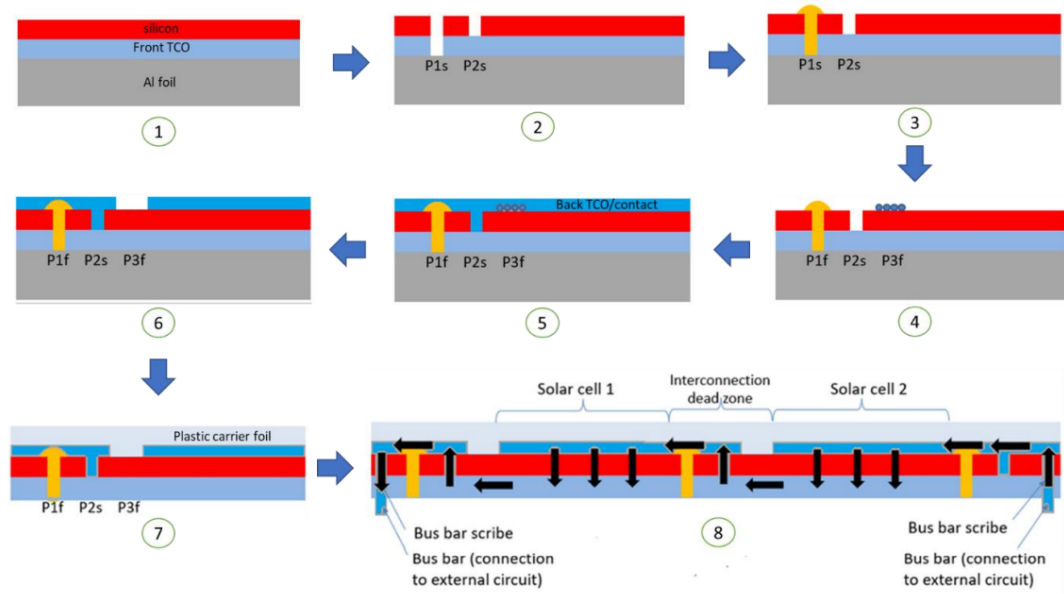 silicon
Front TCO
Al foil
1
P1s P2s
2
P1s P2s
3
P1f P2s P3f
4
Back TCO/contact
P1f P2s P3f
5
P1f P2s P3f
6
Plastic carrier foil
P1f P2s P3f
7
Solar cell 1
Interconnection
dead zone
Solar cell 2
Bus bar scribe
Bus bar (connection
to external circuit)
8
Bus bar scribe
Bus bar (connection
to external circuit)